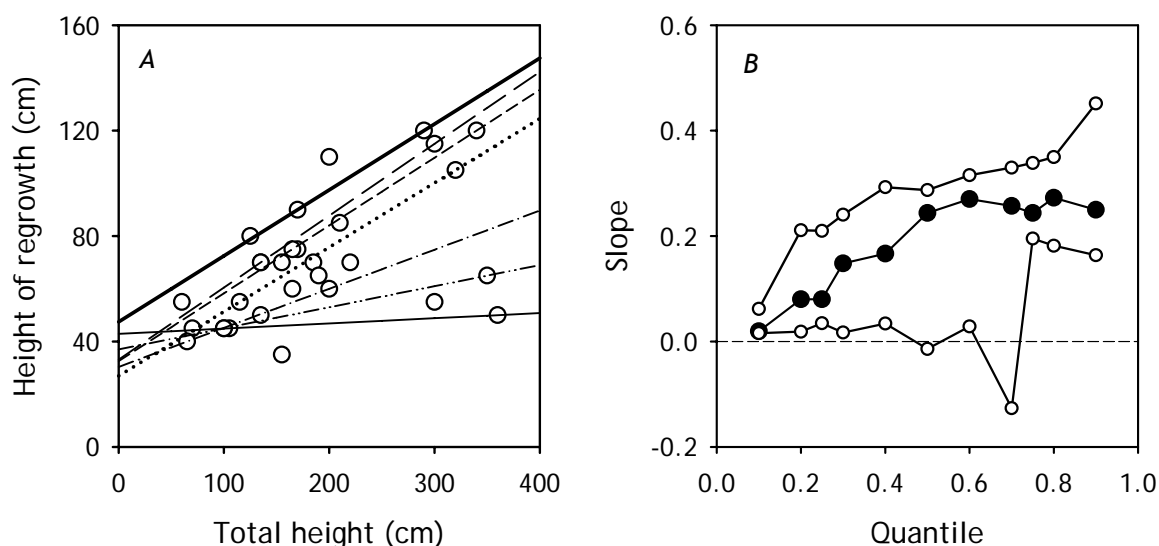 A
Height of regrowth (cm)
160
120
80
40
0
0 100 200 300 400
Total height (cm)
B
Slope
0.6
0.4
0.2
0.0
-0.2
0.0 0.2 0.4 0.6 0.8 1.0
Quantile